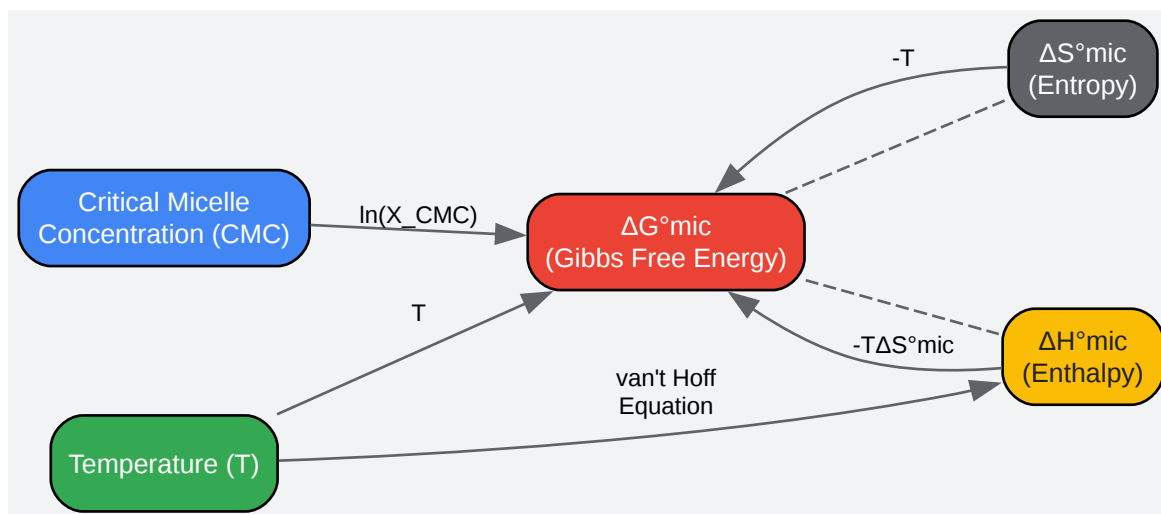 -T
ΔS°mic
(Entropy)
Critical Micelle
Concentration (CMC)
ln(X_CMC)
ΔG°mic
(Gibbs Free Energy)
T
-TΔS°mic
ΔH°mic
(Enthalpy)
van't Hoff
Equation
Temperature (T)